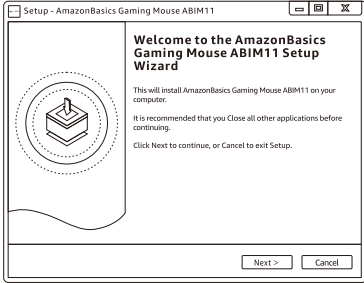 Setup - AmazonBasics Gaming Mouse ABIM11
Welcome to the AmazonBasics
Gaming Mouse ABIM11 Setup
Wizard
This will install AmazonBasics Gaming Mouse ABIM11 on your
computer.
It is recommended that you Close all other applications before
continuing.
Click Next to continue, or Cancel to exit Setup.
Next >
Cancel